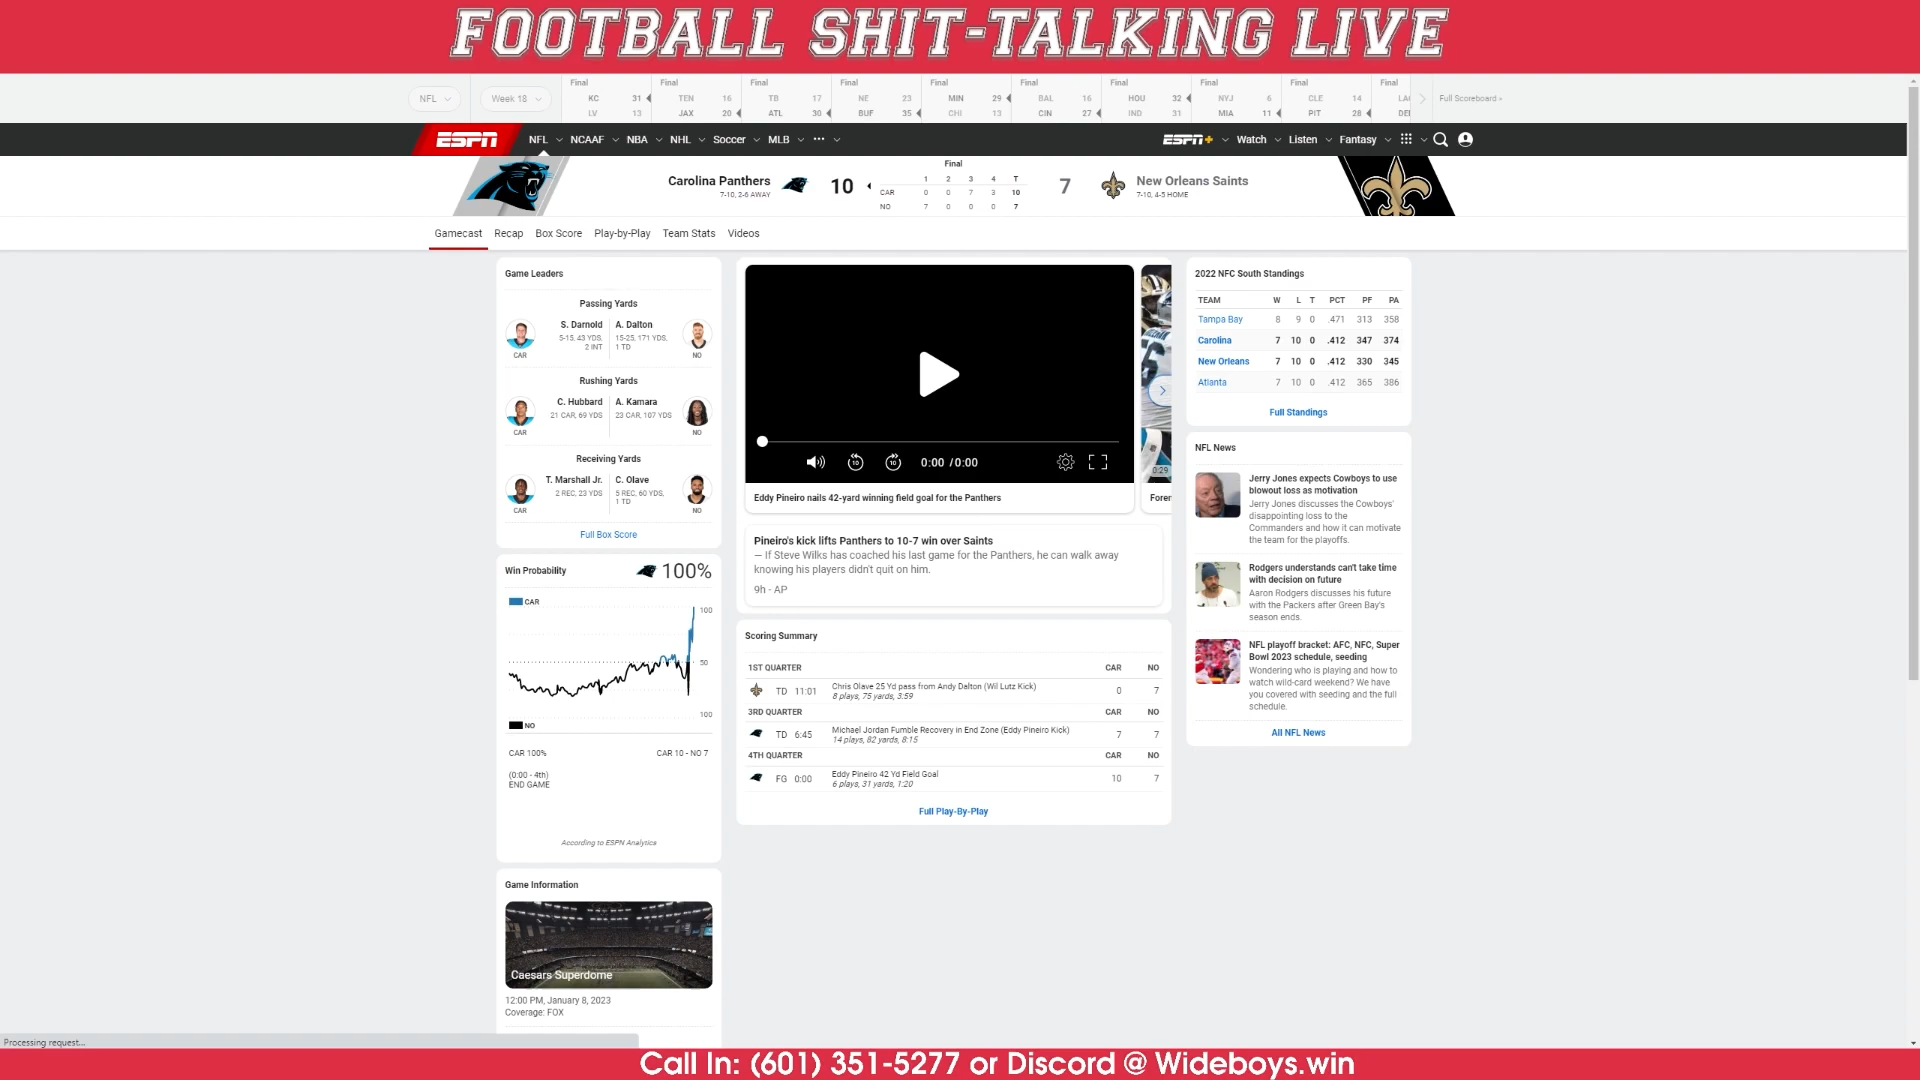 FOOTBALL SHIT-TALKING LIVE
NFL
Week 18
Final
KC 31
LV 13
Final
TEN 16
JAX 20
Final
TB 17
ATL 30
Final
NE 23
BUF 35
Final
MIN 29
CHI 13
Final
BAL 16
CIN 27
Final
HOU 32
IND 31
Final
NYJ 6
MIA 11
Final
CLE 14
PIT 28
Final
LA
DE
Full Scoreboard »
ESPN NFL NCAAF NBA NHL Soccer MLB ••• ESPN+ Watch Listen Fantasy
Carolina Panthers
7-10, 2-6 AWAY
10
Final
1 2 3 4 T
CAR 0 0 7 3 10
NO 7 0 0 0 7
7
New Orleans Saints
7-10, 4-5 HOME
Gamecast Recap Box Score Play-by-Play Team Stats Videos
Game Leaders
Passing Yards
S. Darnold
5-15, 43 YDS,
2 INT
CAR
A. Dalton
15-25, 171 YDS,
1 TD
NO
Rushing Yards
C. Hubbard
21 CAR, 69 YDS
CAR
A. Kamara
23 CAR, 107 YDS
NO
Receiving Yards
T. Marshall Jr.
2 REC, 23 YDS
CAR
C. Olave
5 REC, 60 YDS,
1 TD
NO
Full Box Score
Win Probability 100%
CAR
100
50
100
NO
CAR 100% CAR 10 - NO 7
(0:00 - 4th)
END GAME
According to ESPN Analytics
Game Information
Caesars Superdome
12:00 PM, January 8, 2023
Coverage: FOX
10 10 0:00 / 0:00
0:29
Eddy Pineiro nails 42-yard winning field goal for the Panthers
Forer
Pineiro's kick lifts Panthers to 10-7 win over Saints
— If Steve Wilks has coached his last game for the Panthers, he can walk away
knowing his players didn't quit on him.
9h - AP
Scoring Summary
1ST QUARTER CAR NO
TD 11:01 Chris Olave 25 Yd pass from Andy Dalton (Wil Lutz Kick) 0 7
8 plays, 75 yards, 3:59
3RD QUARTER CAR NO
TD 6:45 Michael Jordan Fumble Recovery in End Zone (Eddy Pineiro Kick) 7 7
14 plays, 82 yards, 8:15
4TH QUARTER CAR NO
FG 0:00 Eddy Pineiro 42 Yd Field Goal 10 7
6 plays, 31 yards, 1:20
Full Play-By-Play
2022 NFC South Standings
TEAM W L T PCT PF PA
Tampa Bay 8 9 0 .471 313 358
Carolina 7 10 0 .412 347 374
New Orleans 7 10 0 .412 330 345
Atlanta 7 10 0 .412 365 386
Full Standings
NFL News
Jerry Jones expects Cowboys to use
blowout loss as motivation
Jerry Jones discusses the Cowboys'
disappointing loss to the
Commanders and how it can motivate
the team for the playoffs.
Rodgers understands can't take time
with decision on future
Aaron Rodgers discusses his future
with the Packers after Green Bay's
season ends.
NFL playoff bracket: AFC, NFC, Super
Bowl 2023 schedule, seeding
Wondering who is playing and how to
watch wild-card weekend? We have
you covered with seeding and the full
schedule.
All NFL News
Processing request...
Call In: (601) 351-5277 or Discord @ Wideboys.win